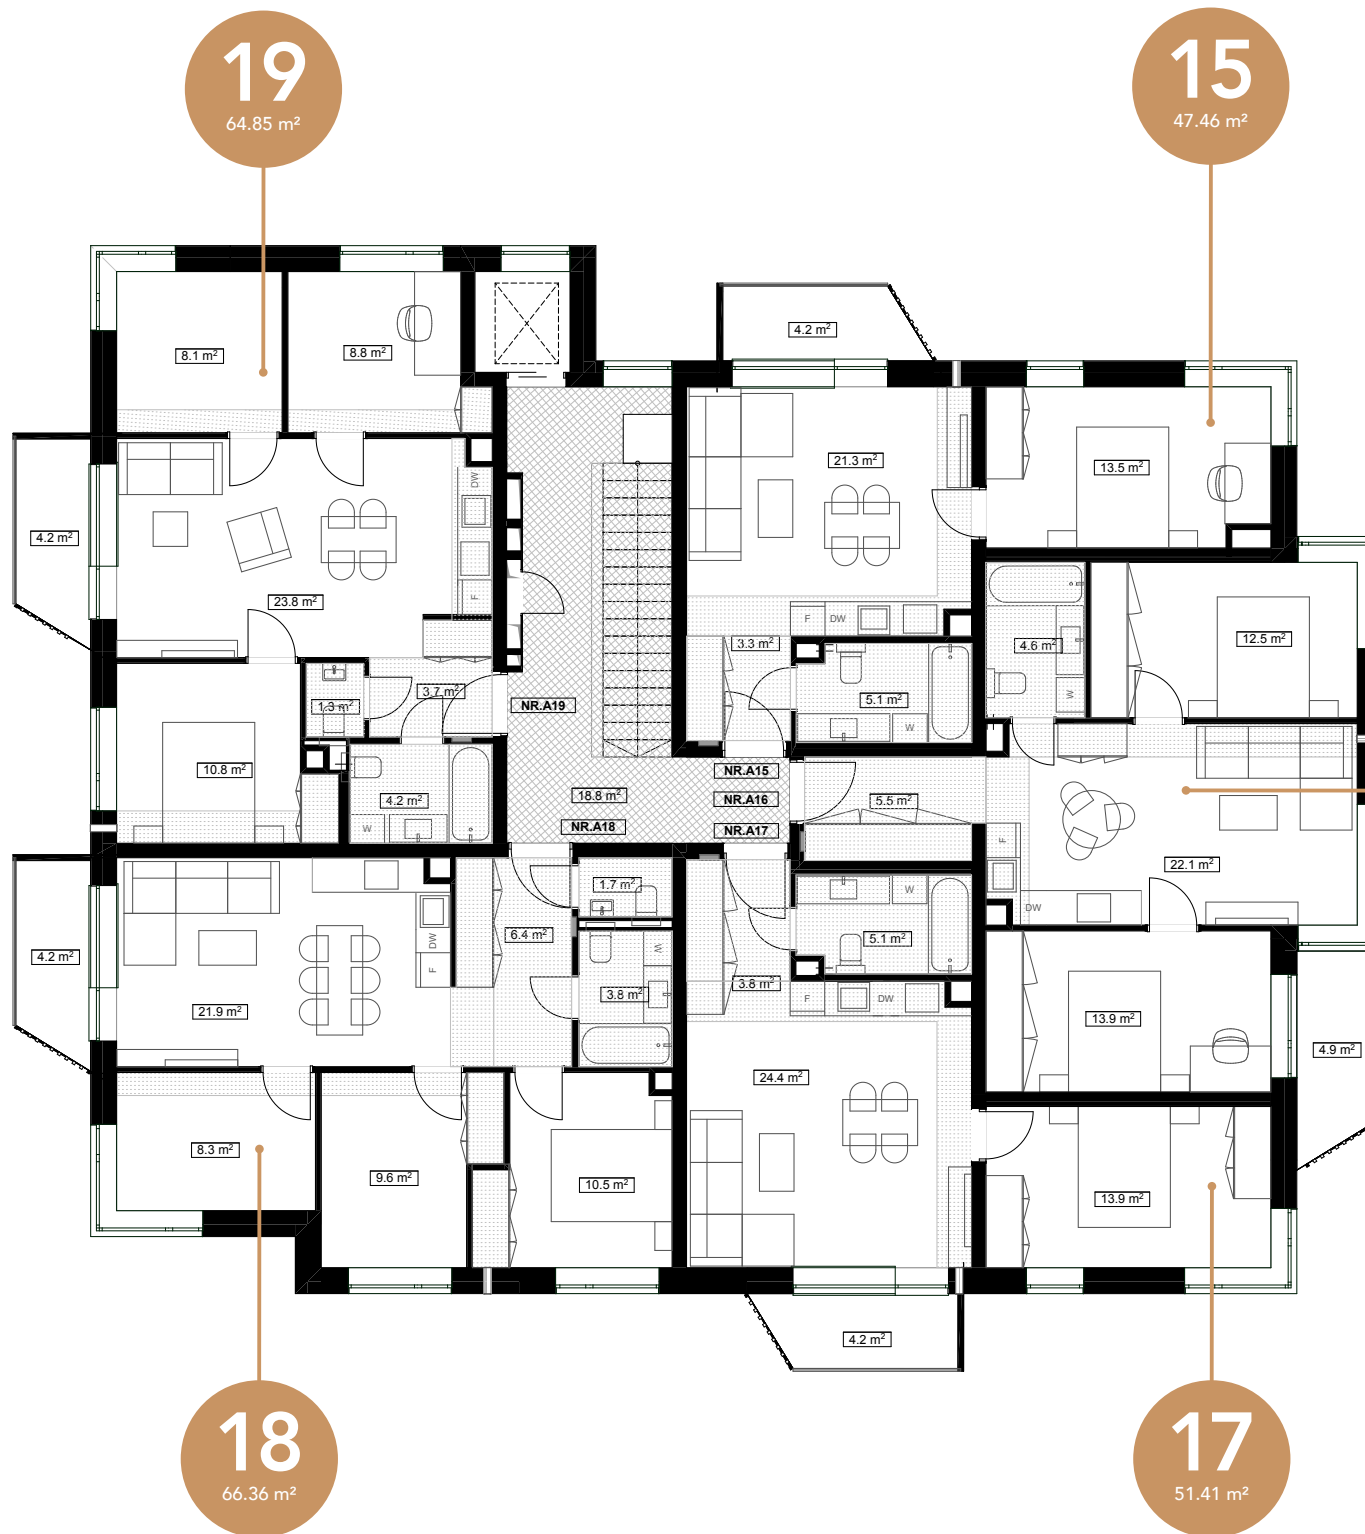 19
64.85 m²
15
47.46 m²
4.2 m²
8.1 m²
8.8 m²
21.3 m²
13.5 m²
DW
4.2 m²
23.8 m²
F
F
DW
3.3 m²
4.6 m²
12.5 m²
1.3 m²
3.7 m²
NR.A19
5.1 m²
W
W
10.8 m²
4.2 m²
W
18.8 m²
NR.A15
NR.A16
NR.A18
NR.A17
5.5 m²
F
22.1 m²
1.7 m²
W
DW
6.4 m²
DW
W
5.1 m²
4.2 m²
F
3.8 m²
3.8 m²
F
DW
21.9 m²
13.9 m²
4.9 m²
24.4 m²
8.3 m²
9.6 m²
10.5 m²
13.9 m²
4.2 m²
18
66.36 m²
17
51.41 m²